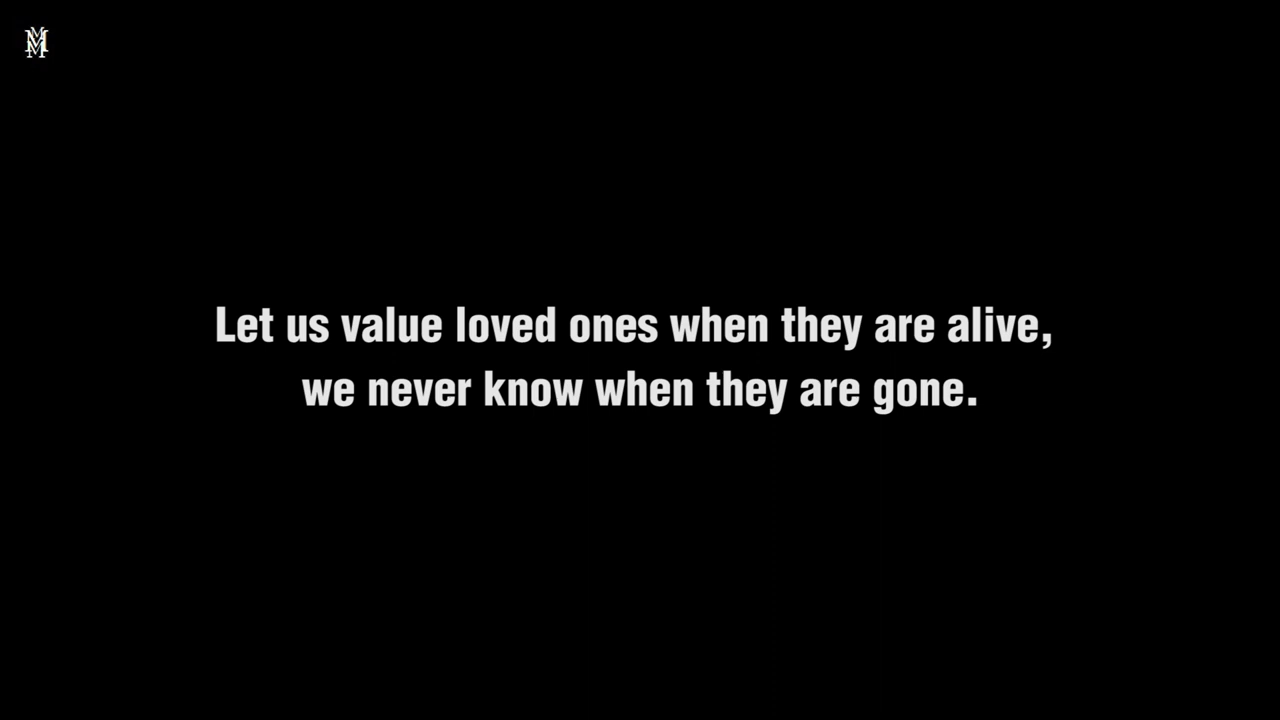 Let us value loved ones when they are alive,
we never know when they are gone.